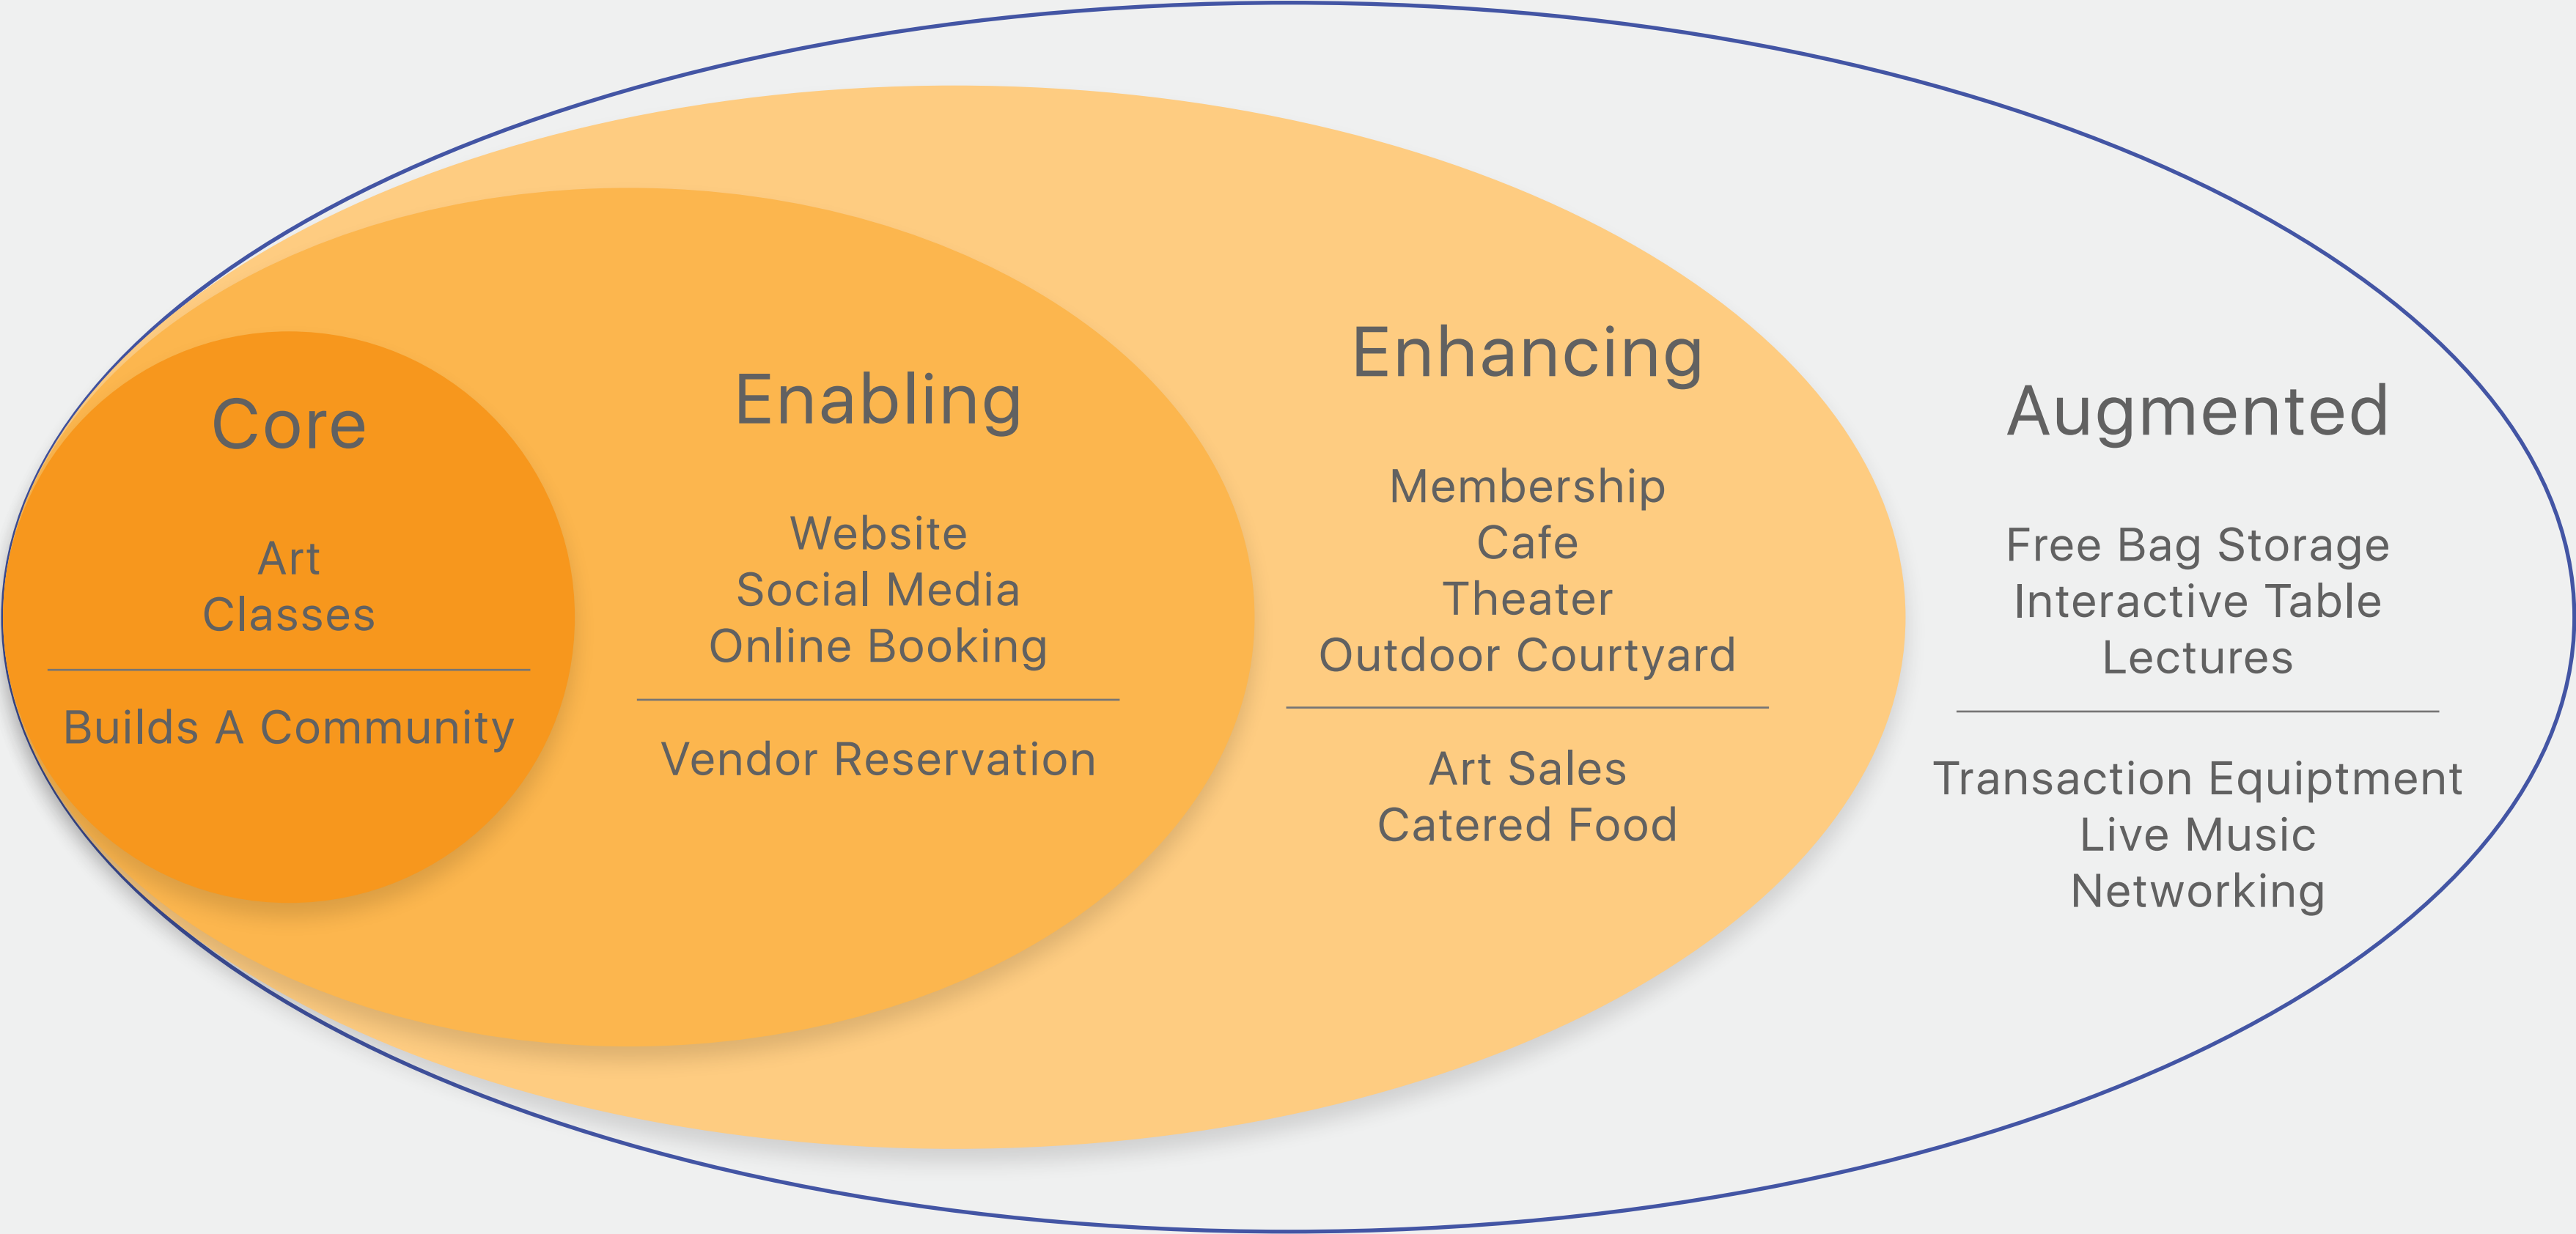 Core
Art
Classes
Builds A Community
Enabling
Website
Social Media
Online Booking
Vendor Reservation
Enhancing
Membership
Cafe
Theater
Outdoor Courtyard
Art Sales
Catered Food
Augmented
Free Bag Storage
Interactive Table
Lectures
Transaction Equiptment
Live Music
Networking